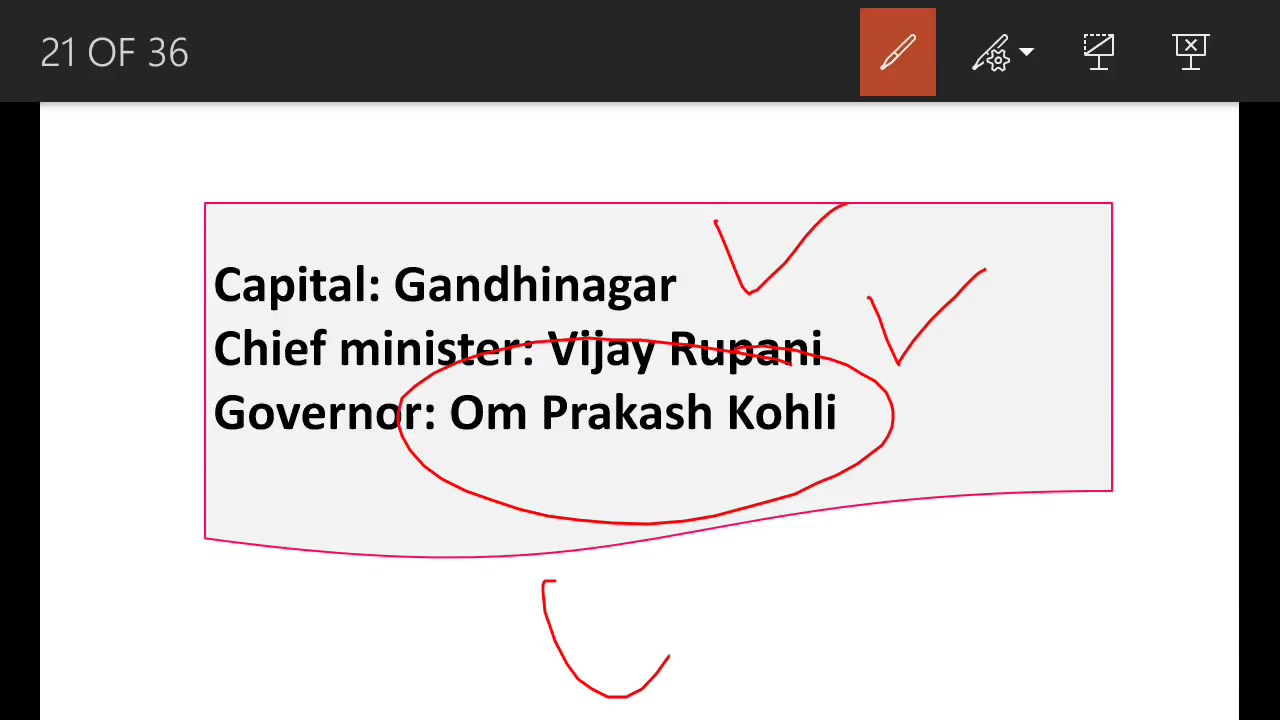 21 OF 36
Capital: Gandhinagar
Chief minister: Vijay Rupani
Governor: Om Prakash Kohli